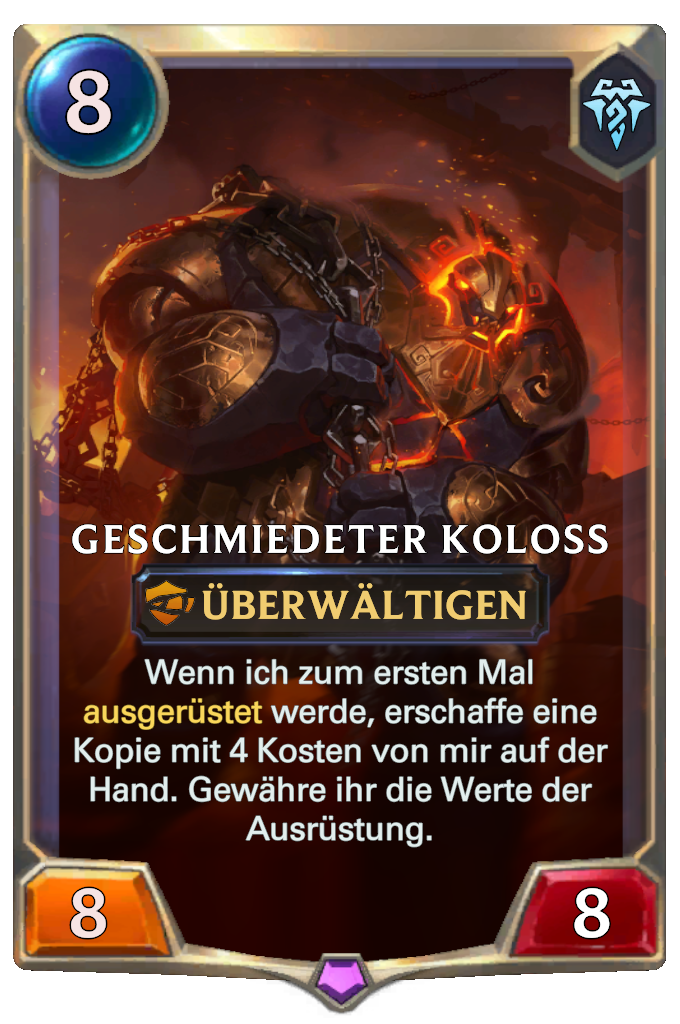 8
GESCHMIEDETER KOLOSS
ÜBERWÄLTIGEN
Wenn ich zum ersten Mal
ausgerüstet werde, erschaffe eine
Kopie mit 4 Kosten von mir auf der
Hand. Gewähre ihr die Werte der
Ausrüstung.
8
8